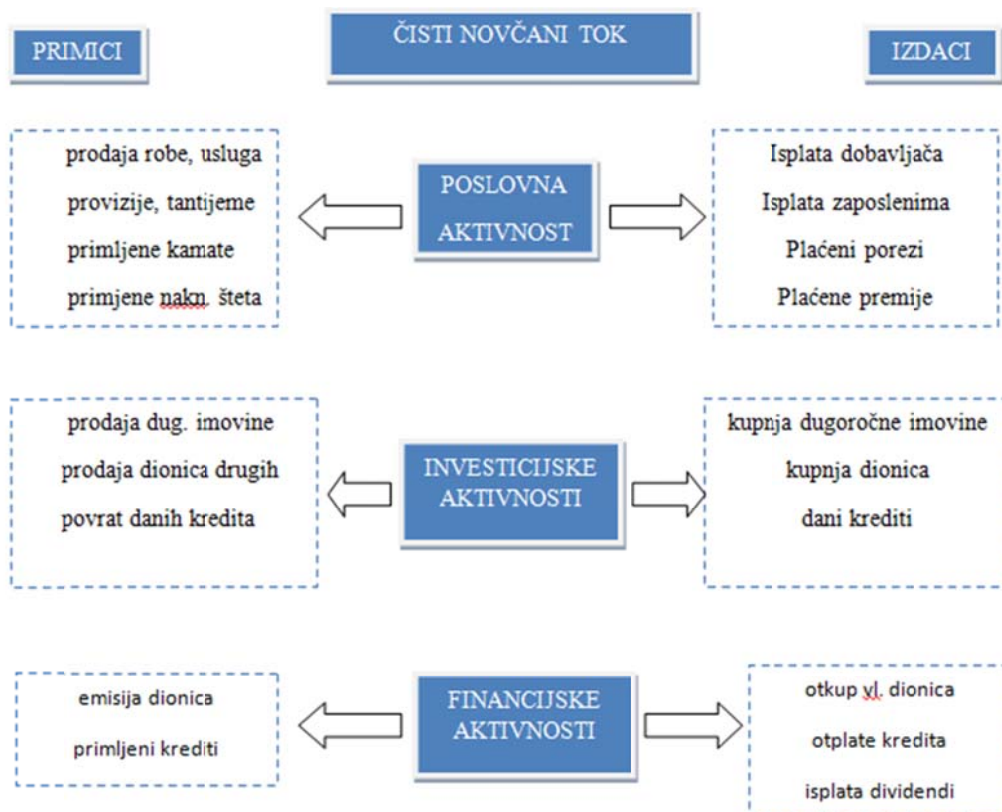 PRIMICI
ČISTI NOVČANI TOK
IZDACI
prodaja robe, usluga
provizije, tantijeme
primljene kamate
primjene nakn. šteta
POSLOVNA
AKTIVNOST
Isplata dobavljača
Isplata zaposlenima
Plaćeni porezi
Plaćene premije
prodaja dug. imovine
prodaja dionica drugih
povrat danih kredita
INVESTICIJSKE
AKTIVNOSTI
kupnja dugoročne imovine
kupnja dionica
dani krediti
emisija dionica
primljeni krediti
FINANCIJSKE
AKTIVNOSTI
otkup vl. dionica
otplate kredita
isplata dividendi